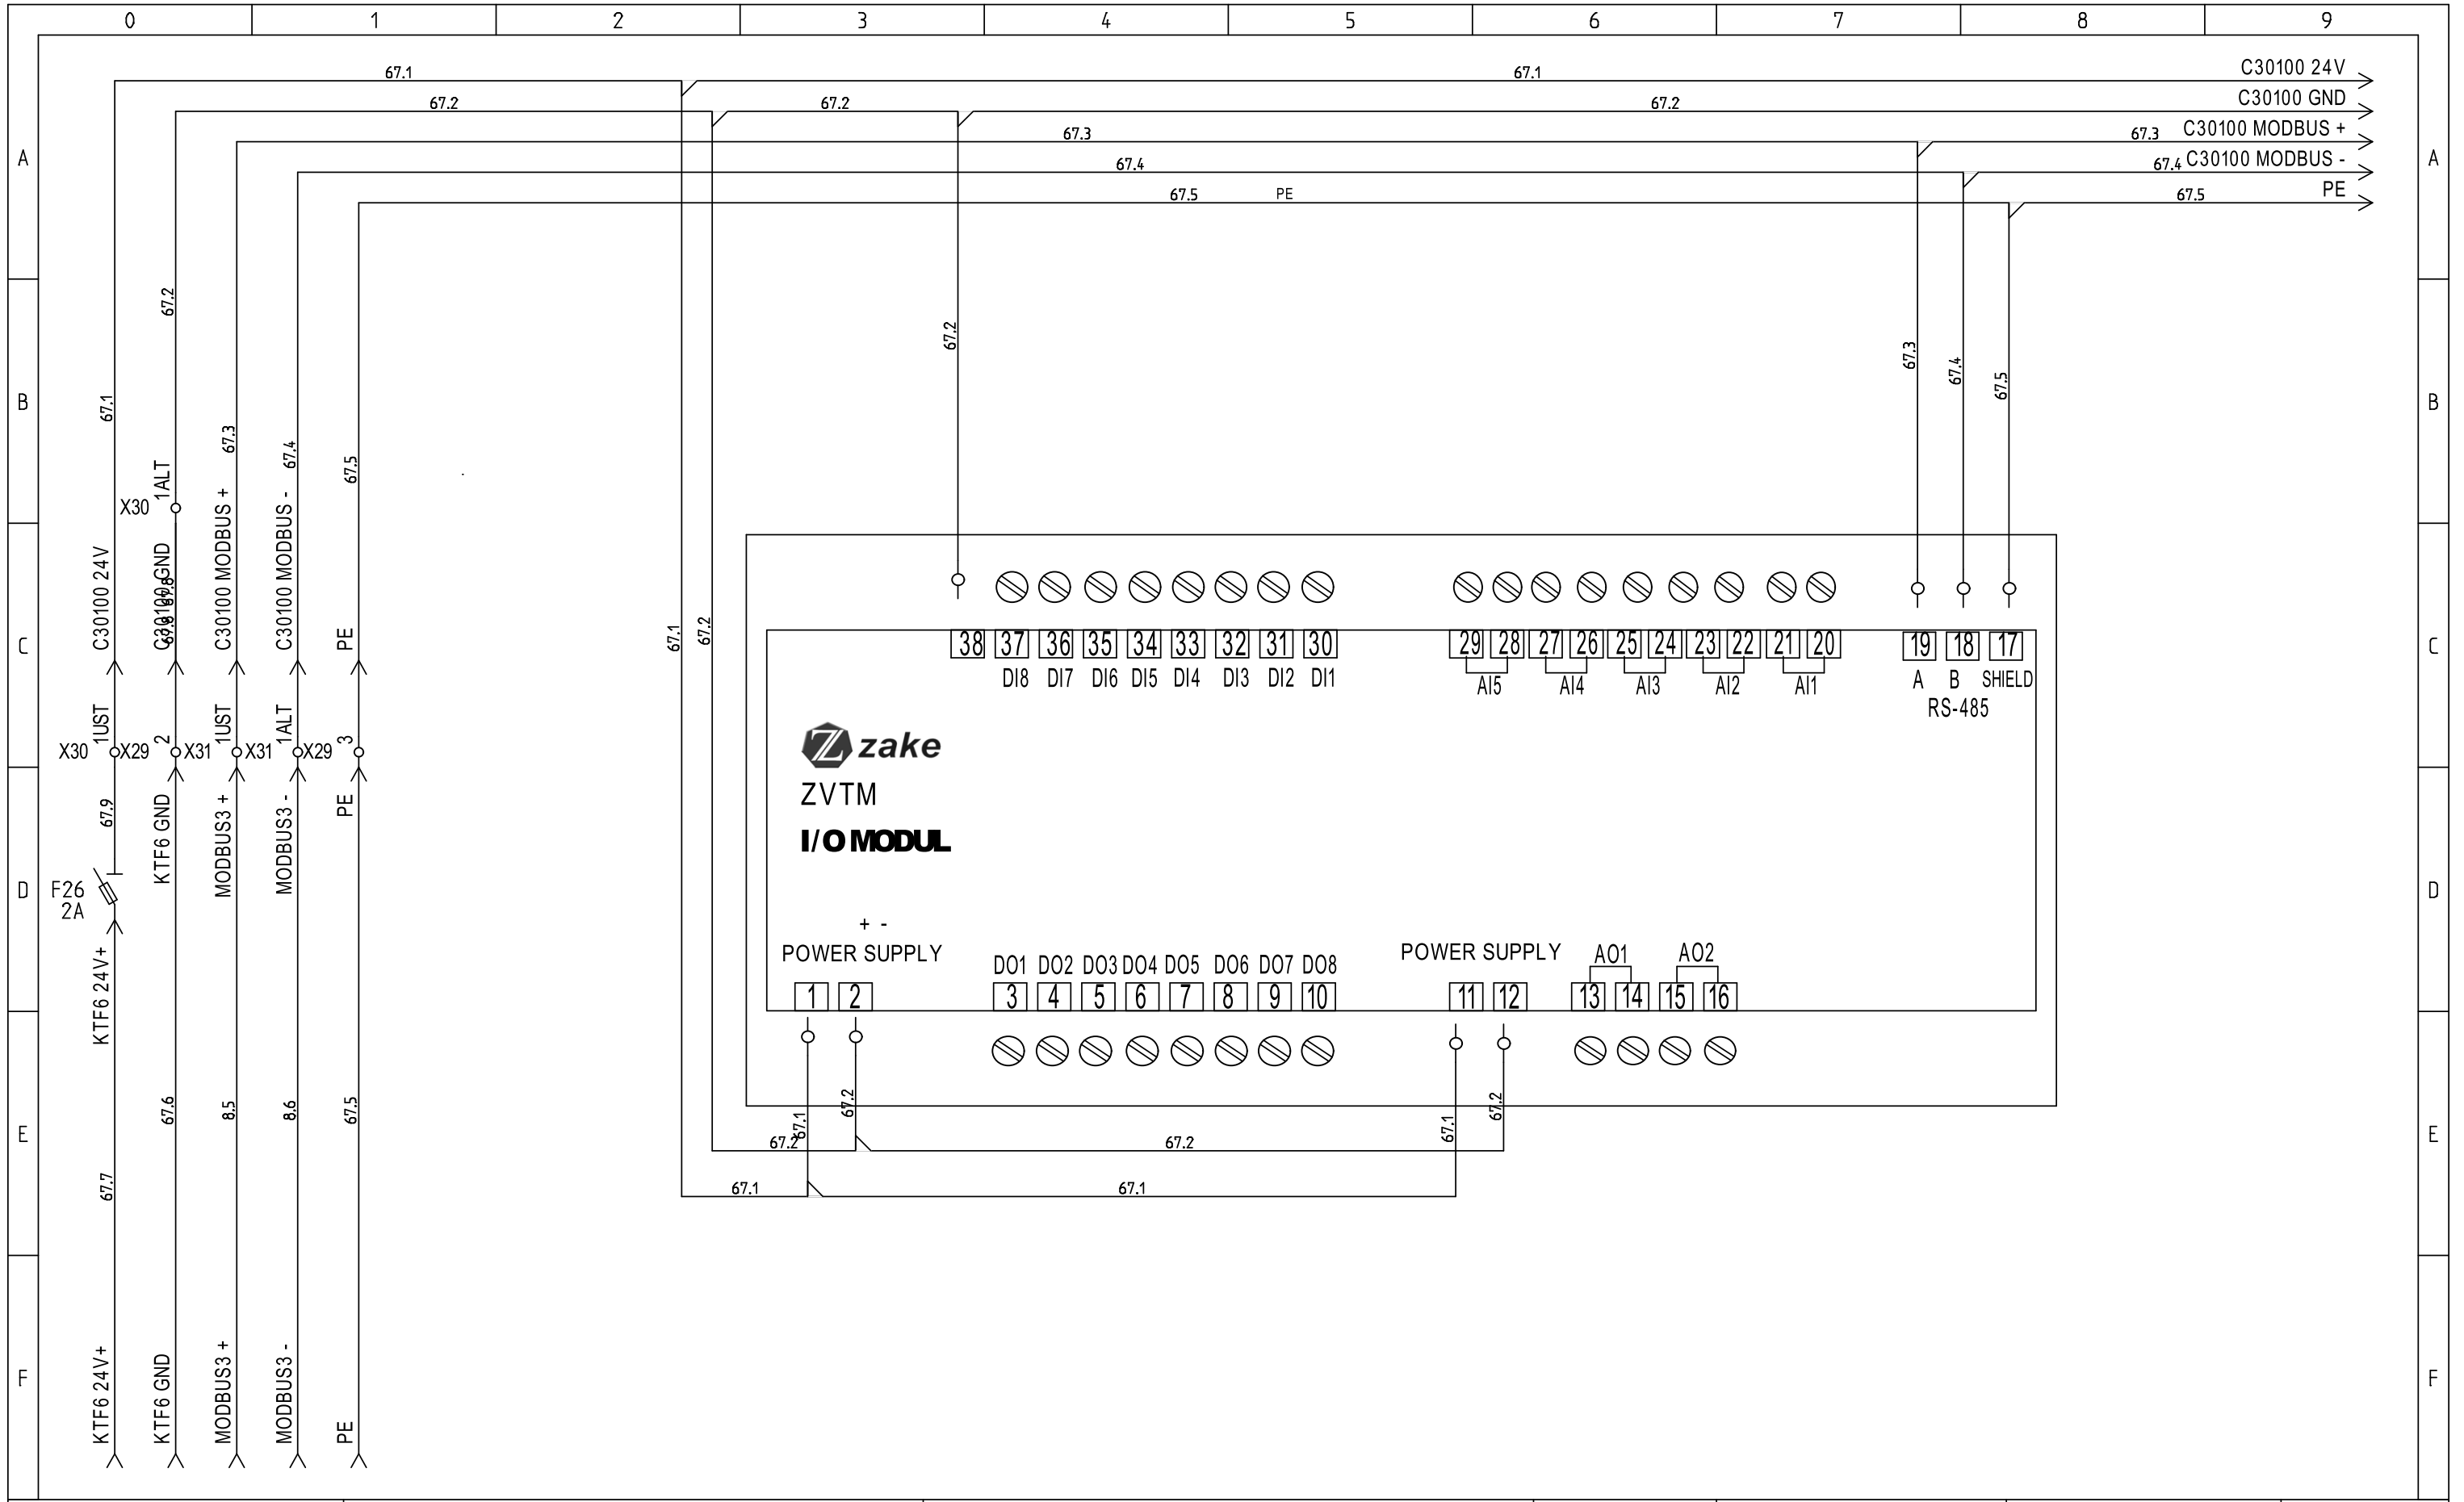 0 1 2 3 4 5 6 7 8 9
67.1 67.1 C30100 24V
67.2 67.2 67.2 C30100 GND
67.3 67.3 C30100 MODBUS +
67.4 67.4 C30100 MODBUS -
67.5 PE 67.5 PE
A A
67.2
67.2 67.3 67.4 67.5
B B
67.1 67.3 67.4 67.5
X30 1ALT
C30100 24V C30100 GND C30100 MODBUS + C30100 MODBUS - PE
67.8 67.8
67.1 67.2
C C
38 37 36 35 34 33 32 31 30 29 28 27 26 25 24 23 22 21 20 19 18 17
DI8 DI7 DI6 DI5 DI4 DI3 DI2 DI1 AI5 AI4 AI3 AI2 AI1 A B SHIELD
RS-485
1UST 2 1UST 1ALT 3
X30 X29 X31 X31 X29
zake
ZVTM
I/O MODUL
67.9
KTF6 GND MODBUS3 + MODBUS3 - PE
D D
F26
2A
+ -
POWER SUPPLY POWER SUPPLY
DO1 DO2 DO3 DO4 DO5 DO6 DO7 DO8 AO1 AO2
1 2 3 4 5 6 7 8 9 10 11 12 13 14 15 16
KTF6 24V+
67.6 8.5 8.6 67.5
67.1 67.2 67.1 67.2
E E
67.2 67.2
67.7
67.1 67.1
F F
KTF6 24V+ KTF6 GND MODBUS3 + MODBUS3 - PE